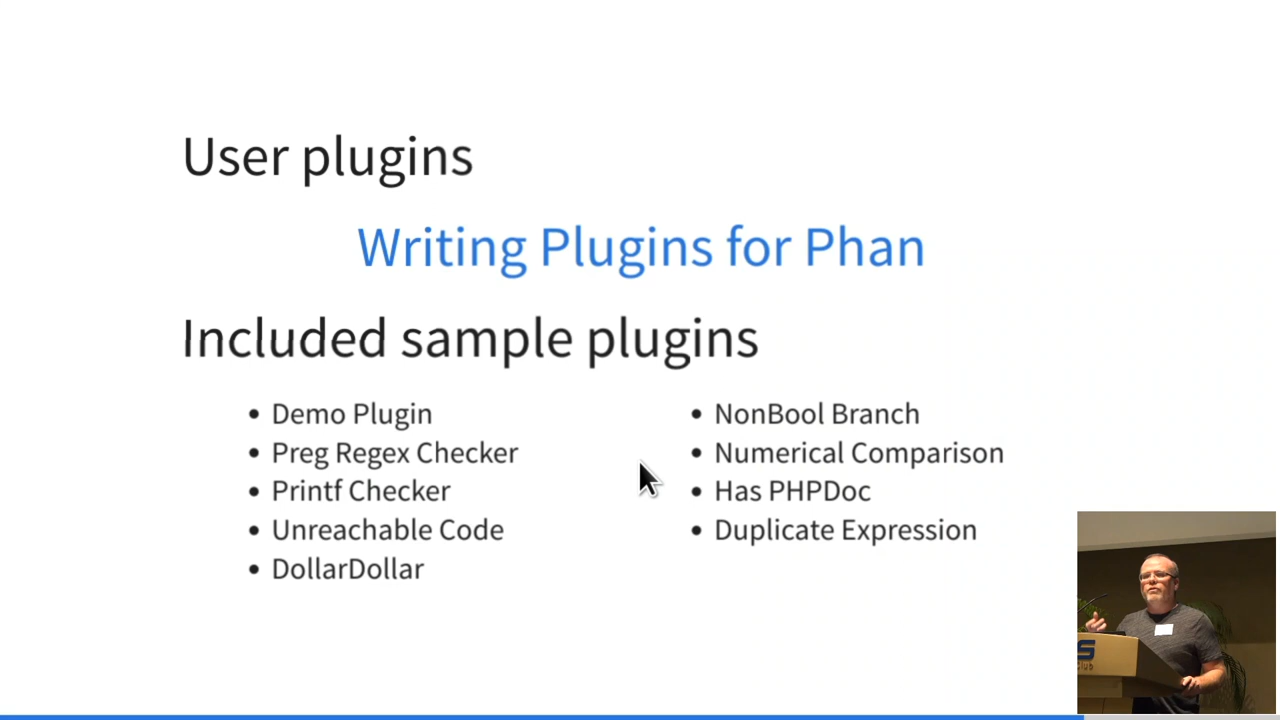 User plugins
Writing Plugins for Phan
Included sample plugins
Demo Plugin
Preg Regex Checker
Printf Checker
Unreachable Code
DollarDollar
NonBool Branch
Numerical Comparison
Has PHPDoc
Duplicate Expression